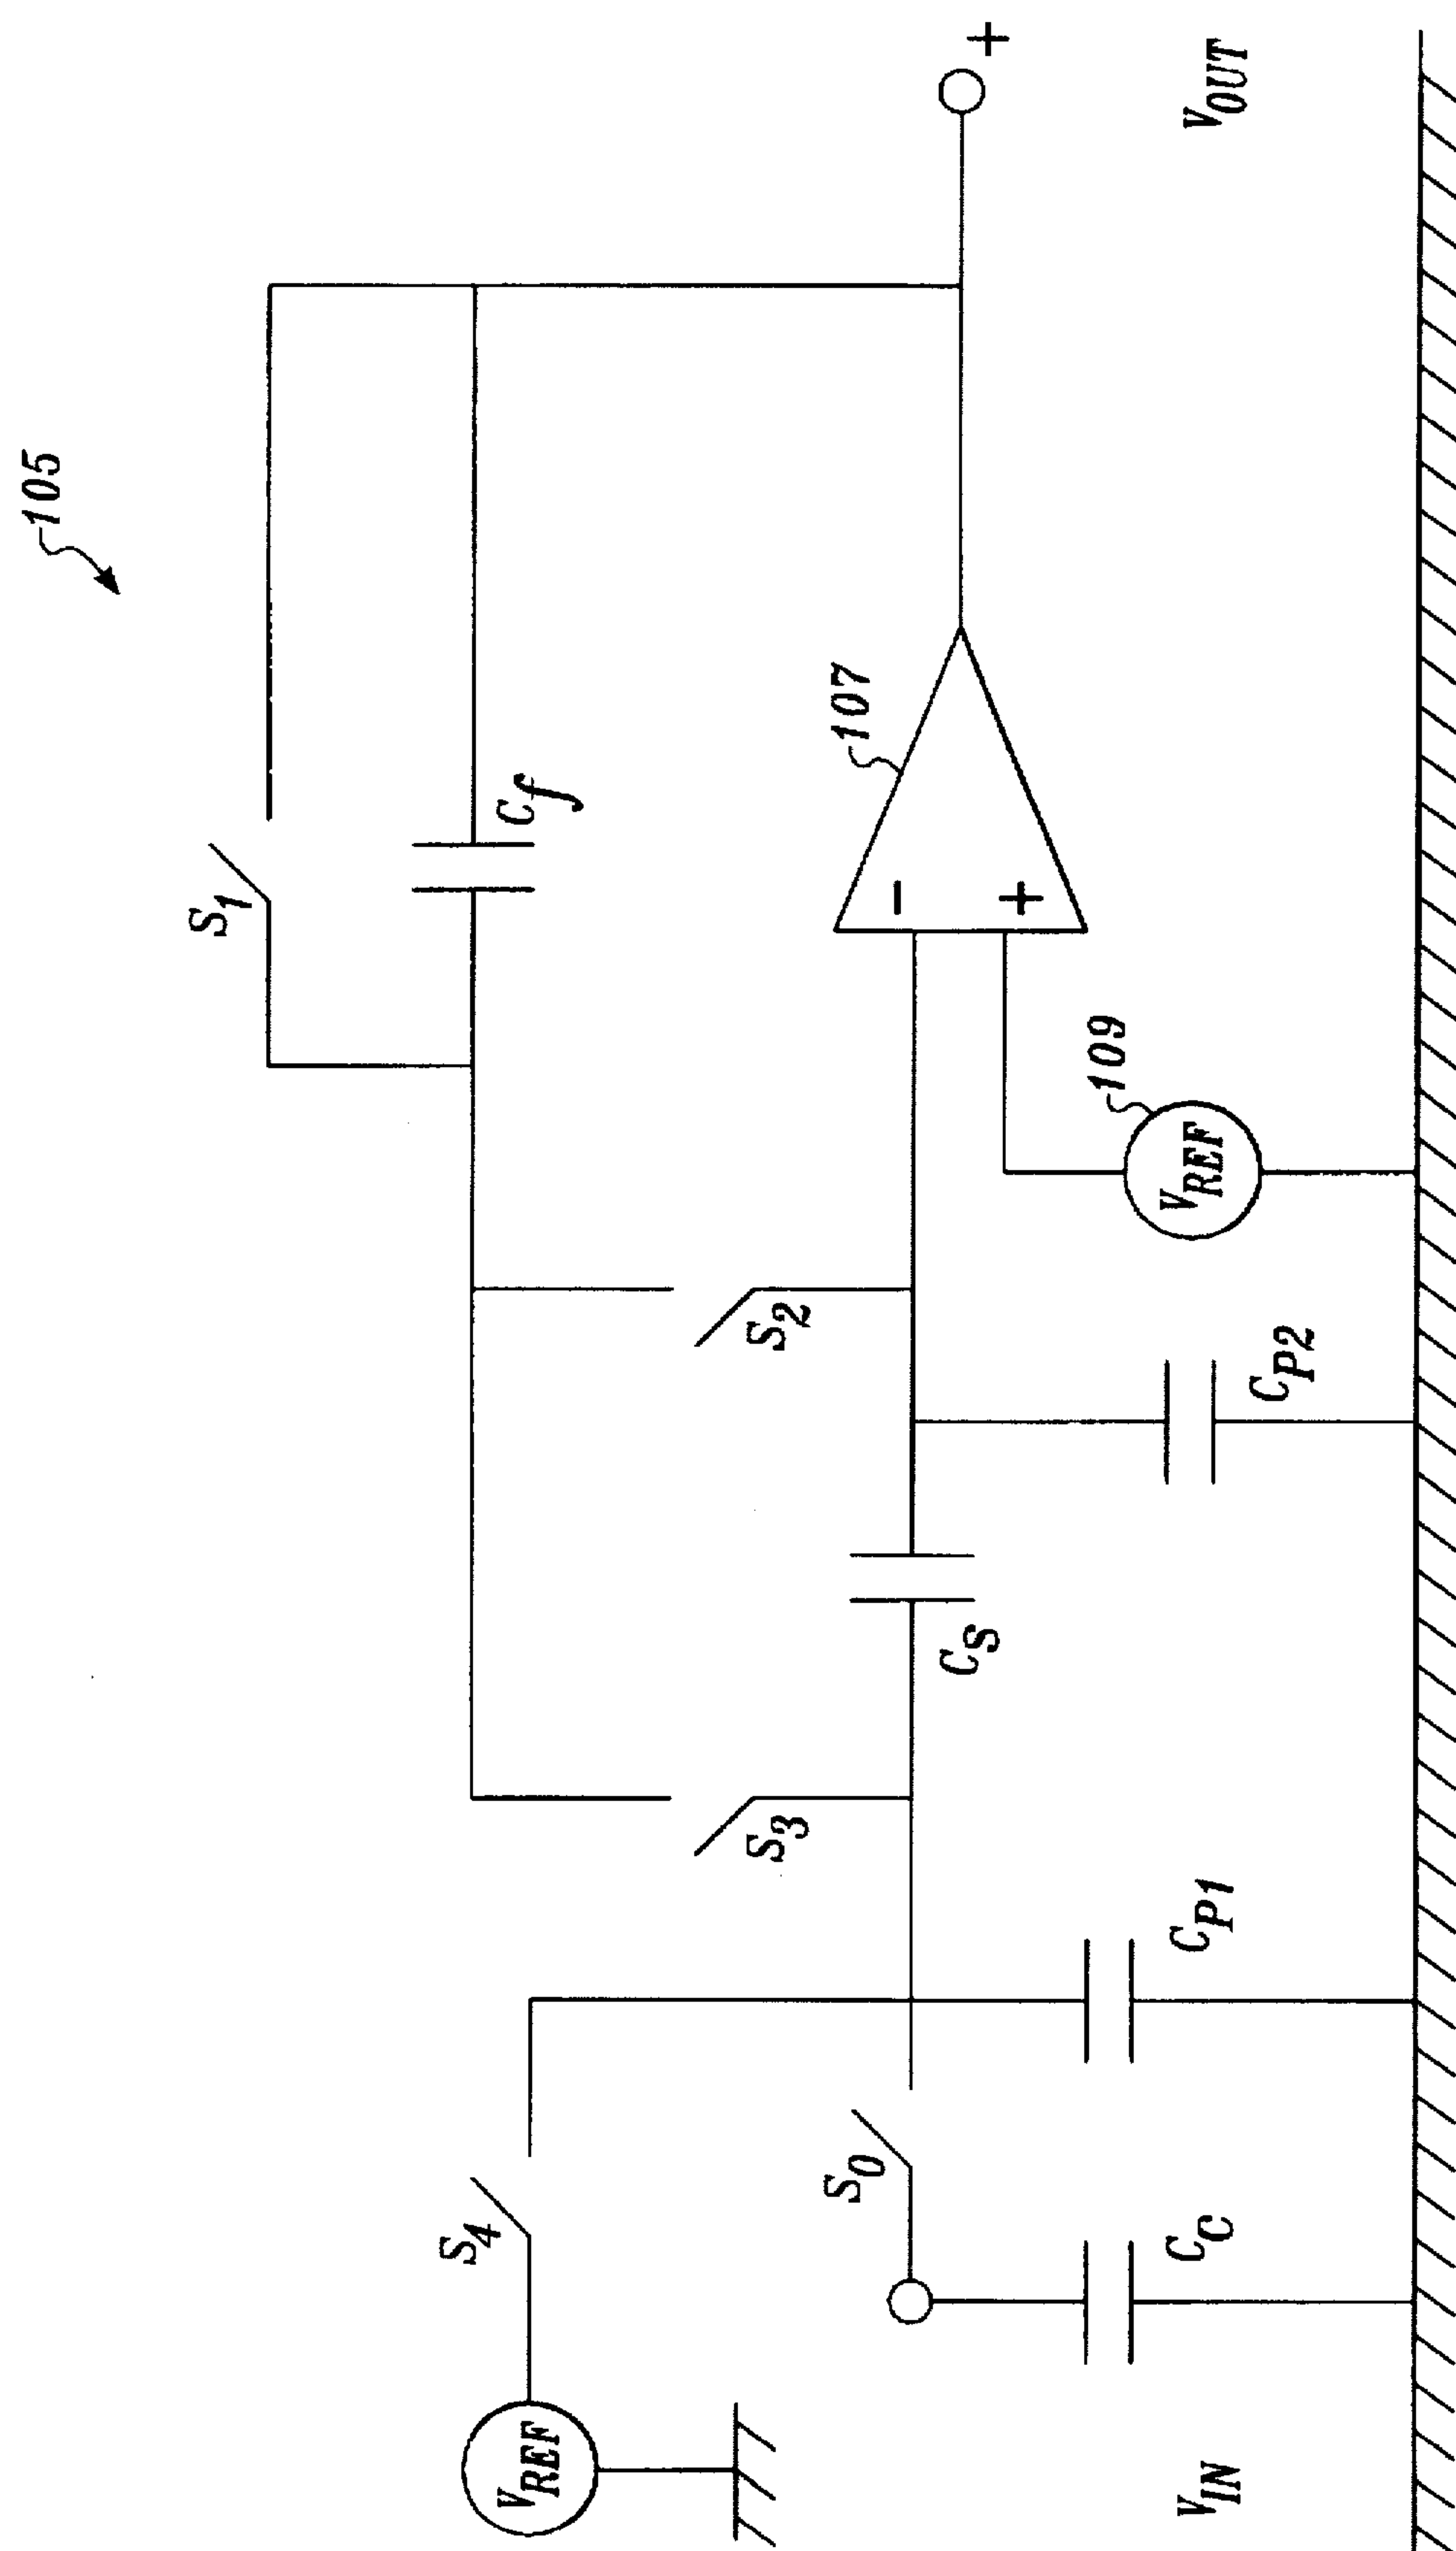 105
S1
Cf
107
+
VOUT
-
+
109
VREF
S2
CP2
CS
S3
CP1
S4
S0
CC
VREF
VIN